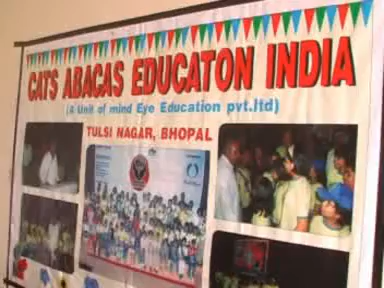 CATS ABACAS EDUCATON INDIA
(A Unit of mind Eye Education pvt.ltd)
TULSI NAGAR, BHOPAL